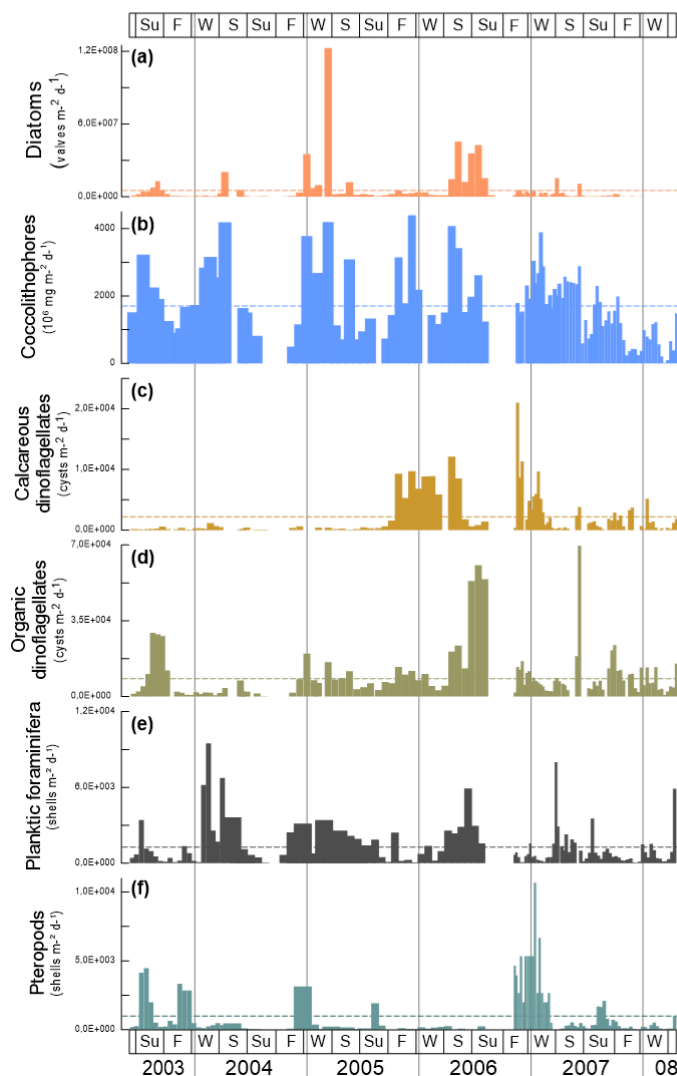 Su F W S Su F W S Su F W S Su F W S Su F W
(a)
Diatoms
(valves m-² d-¹)
1,2E+008
6,0E+007
0,0E+000
(b)
Coccolithophores
(10⁶ mg m-² d-¹)
4000
2000
0
(c)
Calcareous
dinoflagellates
(cysts m-² d-¹)
2,0E+004
1,0E+004
0,0E+000
(d)
Organic
dinoflagellates
(cysts m-² d-¹)
7,0E+004
3,5E+004
0,0E+000
(e)
Planktic foraminifera
(shells m-² d-¹)
1,2E+004
6,0E+003
0,0E+000
(f)
Pteropods
(shells m-² d-¹)
1,0E+004
5,0E+003
0,0E+000
Su F W S Su F W S Su F W S Su F W S Su F W
2003 2004 2005 2006 2007 08